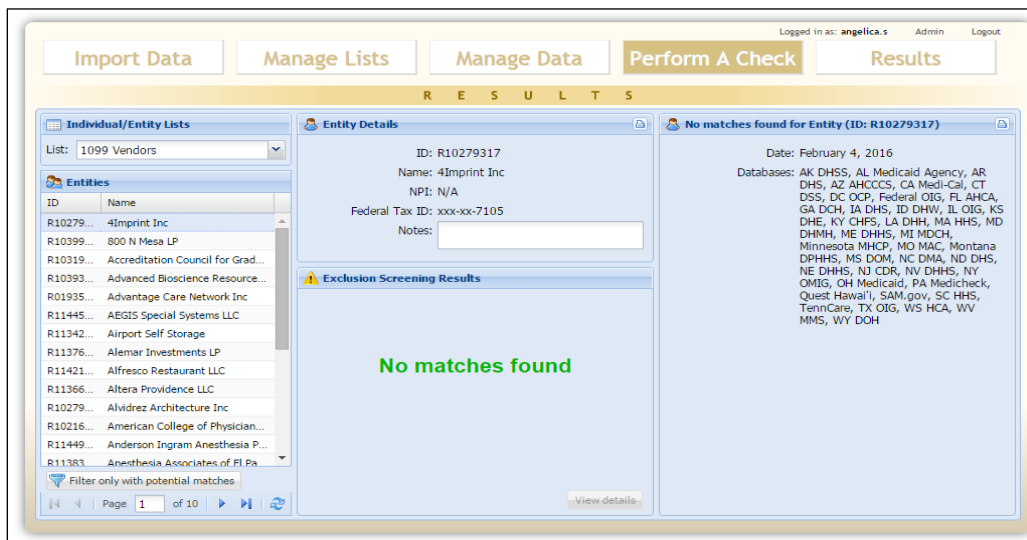 Logged in as: angelica.s Admin Logout
Import Data Manage Lists Manage Data Perform A Check Results
RESULTS
Individual/Entity Lists
List: 1099 Vendors
Entities
ID Name
R10279... 4Imprint Inc
R10399... 800 N Mesa LP
R10319... Accreditation Council for Grad...
R10393... Advanced Bioscience Resource...
R01935... Advantage Care Network Inc
R11445... AEGIS Special Systems LLC
R11342... Airport Self Storage
R11376... Alemar Investments LP
R11421... Alfresco Restaurant LLC
R11366... Altera Providence LLC
R10279... Alvidrez Architecture Inc
R10216... American College of Physician...
R11449... Anderson Ingram Anesthesia P...
R11383 Anesthesia Associates of El Pa
Filter only with potential matches
Page 1 of 10
Entity Details
ID: R10279317
Name: 4Imprint Inc
NPI: N/A
Federal Tax ID: xxx-xx-7105
Notes:
Exclusion Screening Results
No matches found
View details
No matches found for Entity (ID: R10279317)
Date: February 4, 2016
Databases: AK DHSS, AL Medicaid Agency, AR
DHS, AZ AHCCCS, CA Medi-Cal, CT
DSS, DC OCP, Federal OIG, FL AHCA,
GA DCH, IA DHS, ID DHW, IL OIG, KS
DHE, KY CHFS, LA DHH, MA HHS, MD
DHMH, ME DHHS, MI MDCH,
Minnesota MHCP, MO MAC, Montana
DPHHS, MS DOM, NC DMA, ND DHS,
NE DHHS, NJ CDR, NV DHHS, NY
OMIG, OH Medicaid, PA Medicheck,
Quest Hawai'i, SAM.gov, SC HHS,
TennCare, TX OIG, WS HCA, WV
MMS, WY DOH